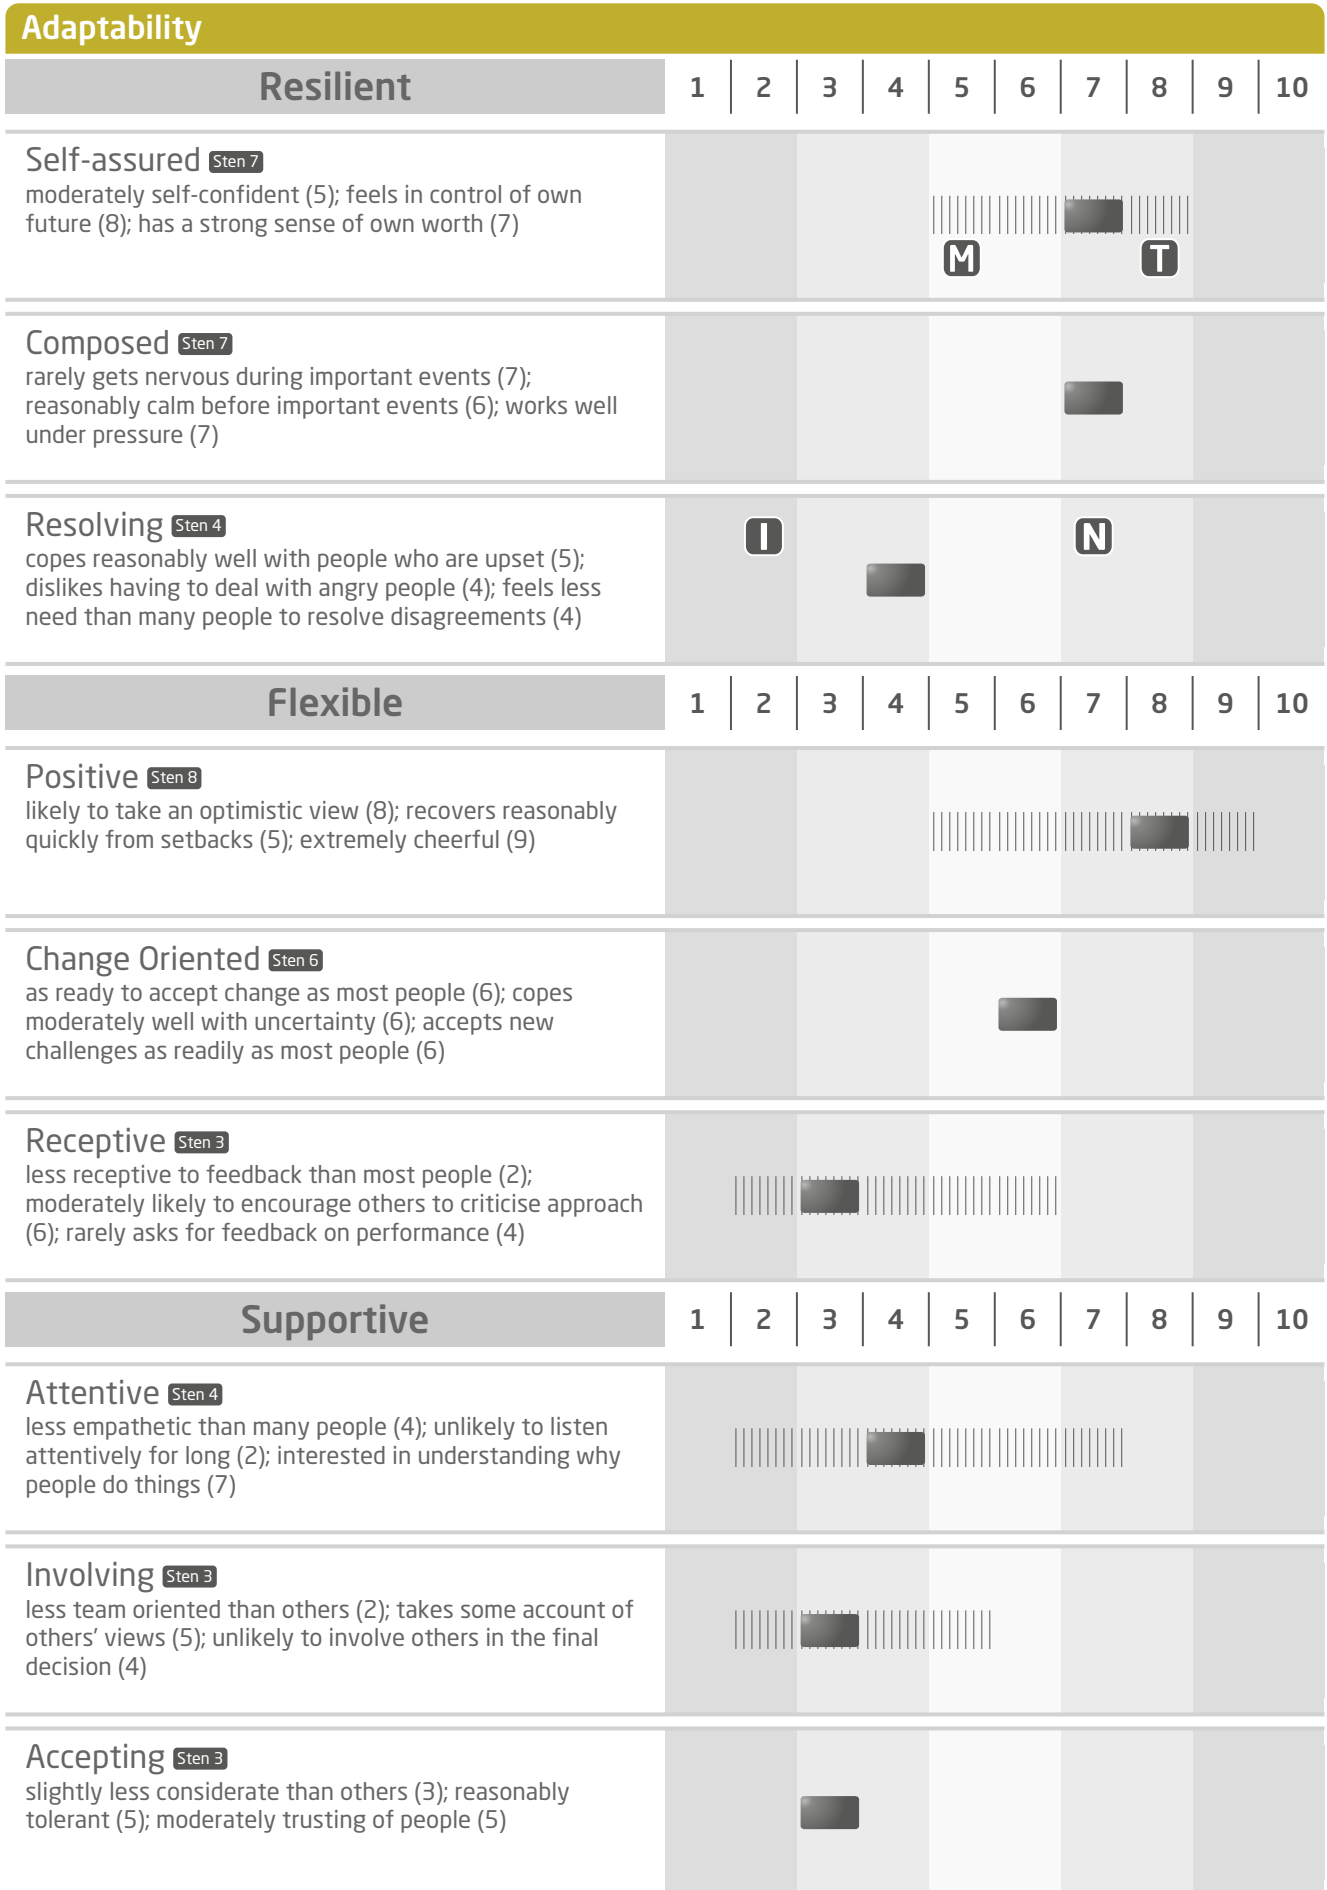 Adaptability
Resilient 1 2 3 4 5 6 7 8 9 10
Self-assured Sten 7
moderately self-confident (5); feels in control of own
future (8); has a strong sense of own worth (7)
M T
Composed Sten 7
rarely gets nervous during important events (7);
reasonably calm before important events (6); works well
under pressure (7)
Resolving Sten 4
I N
copes reasonably well with people who are upset (5);
dislikes having to deal with angry people (4); feels less
need than many people to resolve disagreements (4)
Flexible 1 2 3 4 5 6 7 8 9 10
Positive Sten 8
likely to take an optimistic view (8); recovers reasonably
quickly from setbacks (5); extremely cheerful (9)
Change Oriented Sten 6
as ready to accept change as most people (6); copes
moderately well with uncertainty (6); accepts new
challenges as readily as most people (6)
Receptive Sten 3
less receptive to feedback than most people (2);
moderately likely to encourage others to criticise approach
(6); rarely asks for feedback on performance (4)
Supportive 1 2 3 4 5 6 7 8 9 10
Attentive Sten 4
less empathetic than many people (4); unlikely to listen
attentively for long (2); interested in understanding why
people do things (7)
Involving Sten 3
less team oriented than others (2); takes some account of
others' views (5); unlikely to involve others in the final
decision (4)
Accepting Sten 3
slightly less considerate than others (3); reasonably
tolerant (5); moderately trusting of people (5)